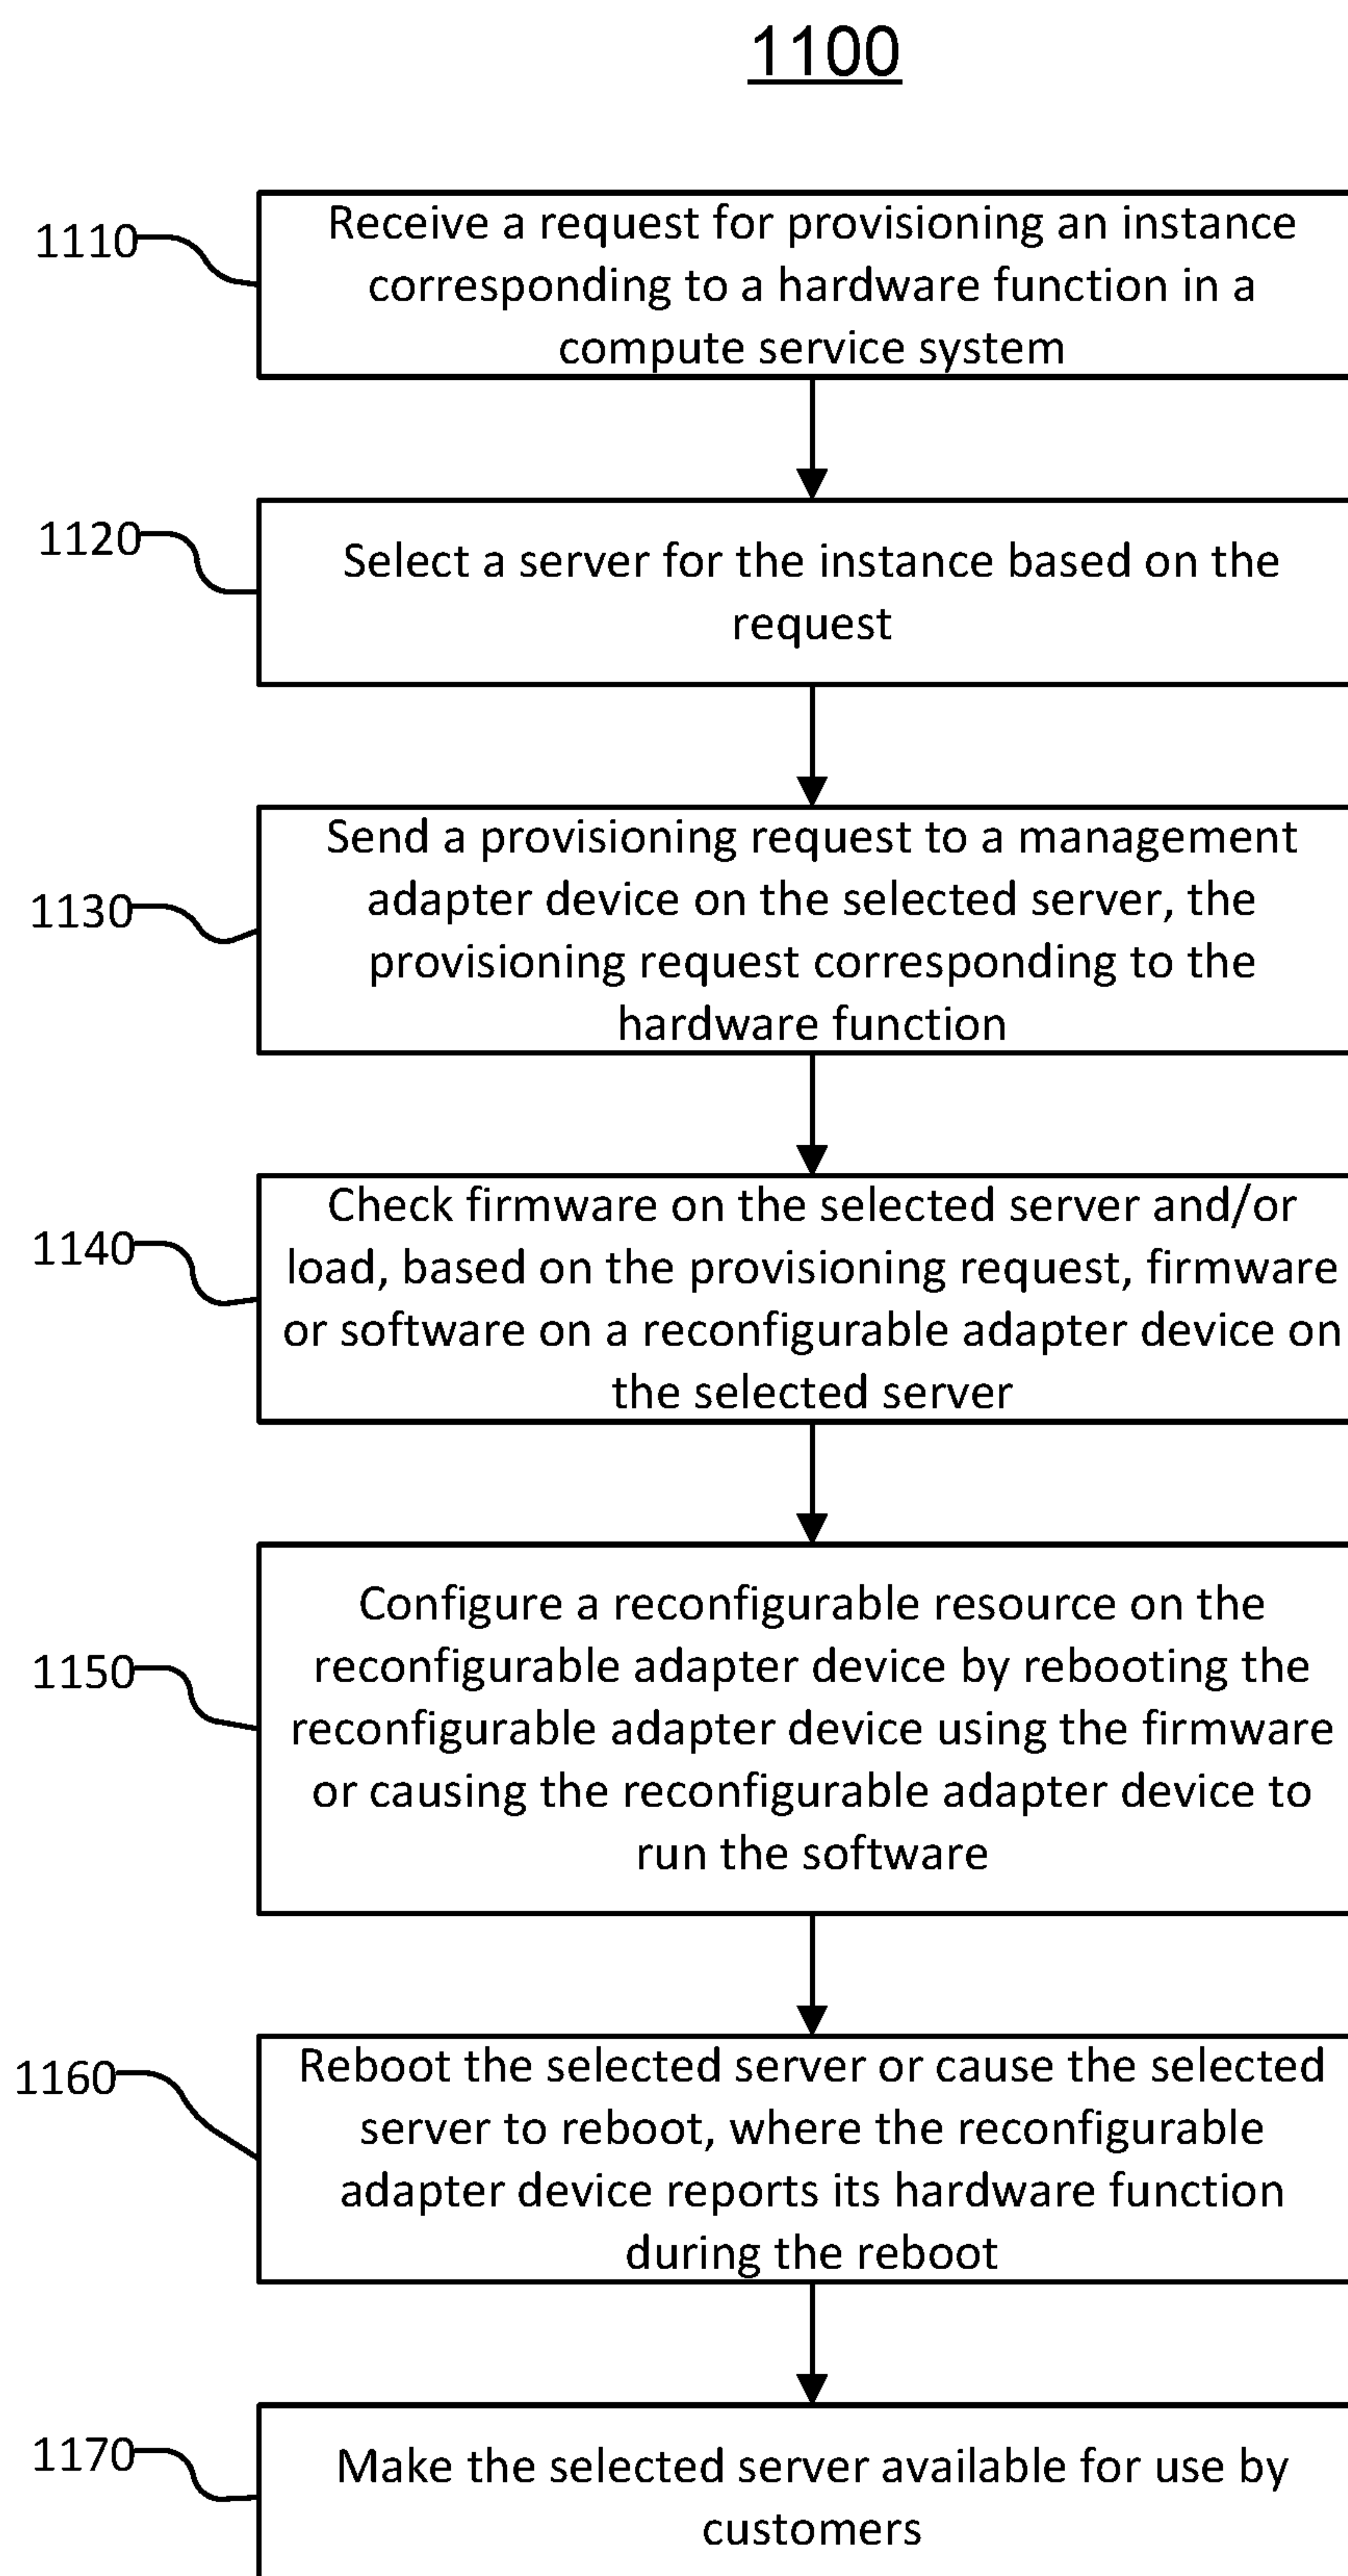 1100
1110
Receive a request for provisioning an instance
corresponding to a hardware function in a
compute service system
1120
Select a server for the instance based on the
request
1130
Send a provisioning request to a management
adapter device on the selected server, the
provisioning request corresponding to the
hardware function
1140
Check firmware on the selected server and/or
load, based on the provisioning request, firmware
or software on a reconfigurable adapter device on
the selected server
1150
Configure a reconfigurable resource on the
reconfigurable adapter device by rebooting the
reconfigurable adapter device using the firmware
or causing the reconfigurable adapter device to
run the software
1160
Reboot the selected server or cause the selected
server to reboot, where the reconfigurable
adapter device reports its hardware function
during the reboot
1170
Make the selected server available for use by
customers